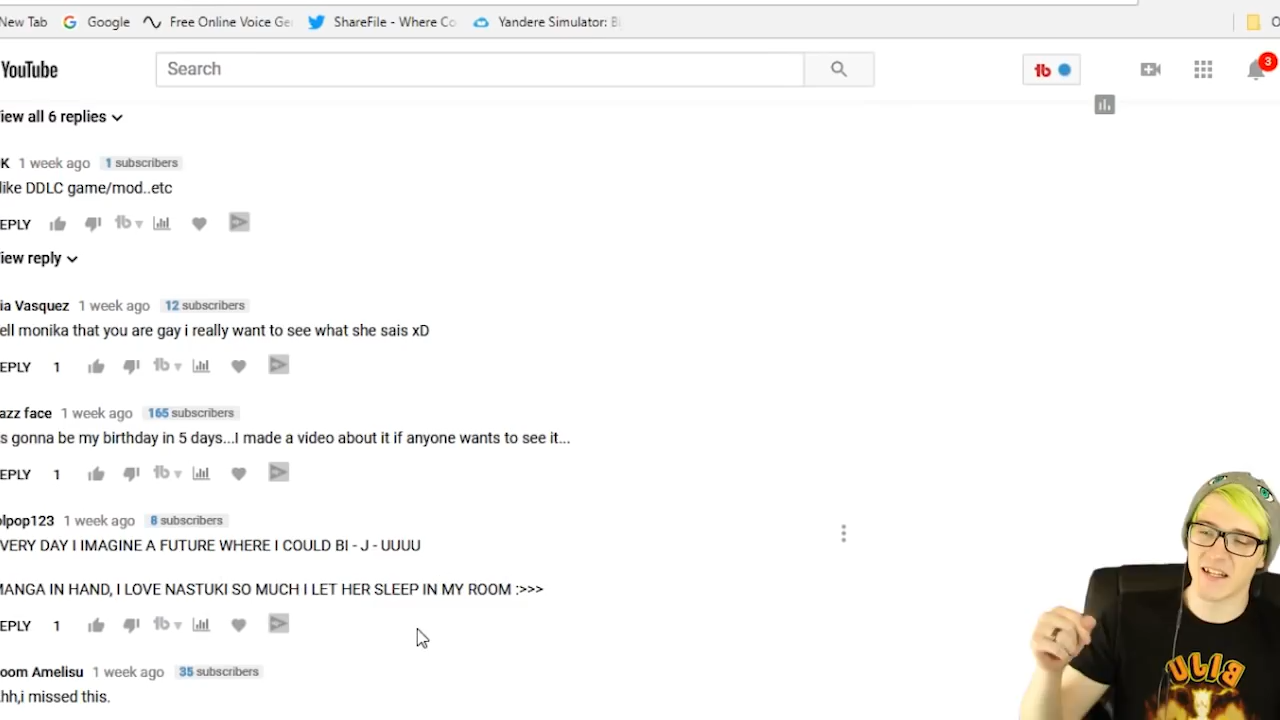 New Tab Google Free Online Voice Ge ShareFile - Where Co Yandere Simulator: Bi
YouTube Search 3
iew all 6 replies
K 1 week ago 1 subscribers
like DDLC game/mod..etc
EPLY
iew reply
ia Vasquez 1 week ago 12 subscribers
ell monika that you are gay i really want to see what she sais xD
EPLY 1
azz face 1 week ago 165 subscribers
s gonna be my birthday in 5 days...I made a video about it if anyone wants to see it...
EPLY 1
olpop123 1 week ago 8 subscribers
VERY DAY I IMAGINE A FUTURE WHERE I COULD BI - J - UUUU
MANGA IN HAND, I LOVE NASTUKI SO MUCH I LET HER SLEEP IN MY ROOM :>>>
EPLY 1
oom Amelisu 1 week ago 35 subscribers
hh,i missed this.